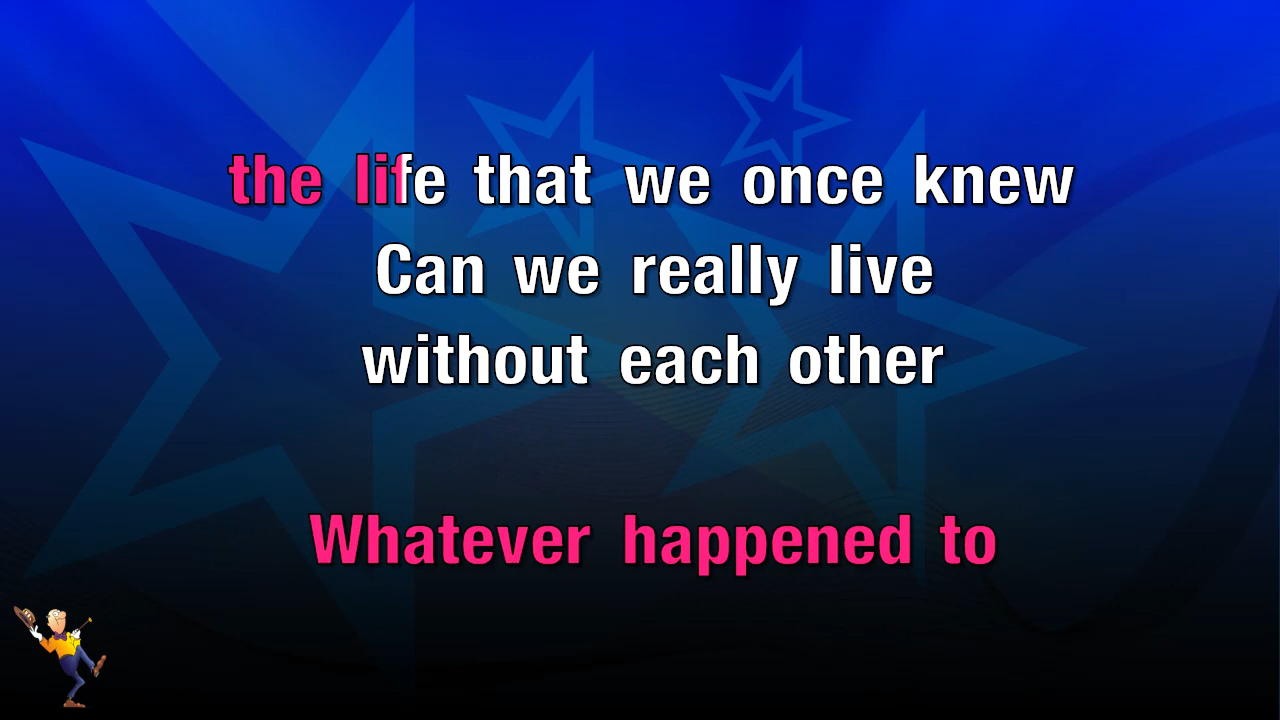 the life that we once knew
Can we really live
without each other
Whatever happened to